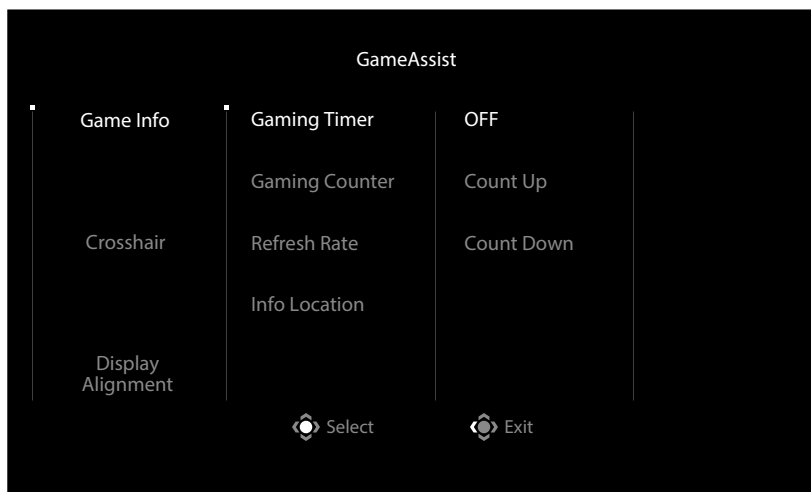 GameAssist
Game Info
Gaming Timer
OFF
Gaming Counter
Count Up
Crosshair
Refresh Rate
Count Down
Info Location
Display
Alignment
Select
Exit